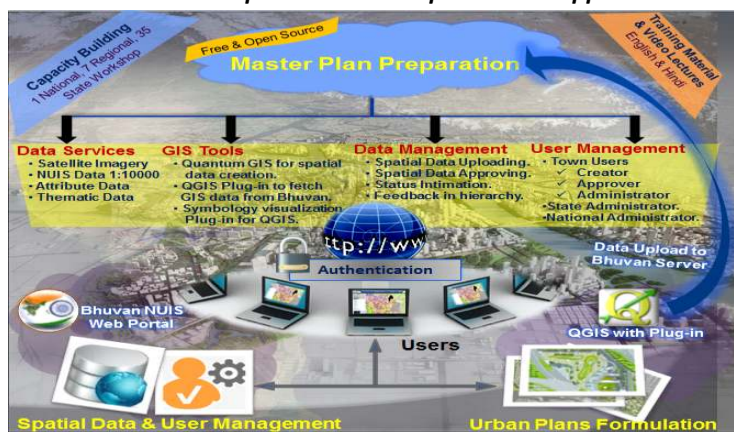 Capacity Building
1 National, 7 Regional, 35
State Workshop
Free & Open Source
Master Plan Preparation
Training Material
& Video Lectures
English & Hindi
Data Services
• Satellite Imagery
• NUIS Data 1:10000
• Attribute Data
• Thematic Data
GIS Tools
• Quantum GIS for spatial
data creation.
• QGIS Plug-in to fetch
GIS data from Bhuvan.
• Symbology visualization
Plug-in for QGIS.
Data Management
• Spatial Data Uploading.
• Spatial Data Approving.
• Status Intimation.
• Feedback in hierarchy.
User Management
• Town Users
✓ Creator
✓ Approver
✓ Administrator
•State Administrator.
•National Administrator.
ttp://ww
Authentication
Data Upload to
Bhuvan Server
Bhuvan NUIS
Web Portal
QGIS with Plug-in
Users
Spatial Data & User Management
Urban Plans Formulation